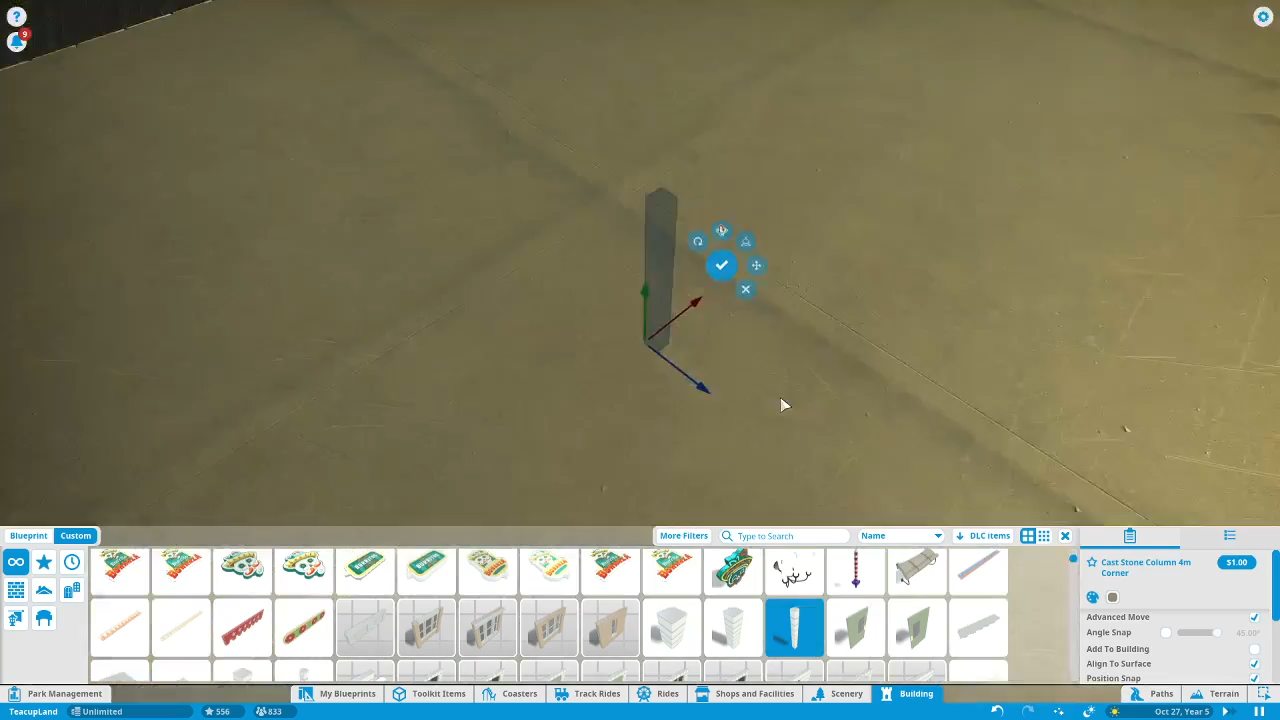 ?
9
Blueprint
Custom
More Filters
Type to Search
Name
DLC items
Cast Stone Column 4m
Corner
$1.00
Advanced Move
Angle Snap
45.00°
Add To Building
Align To Surface
Position Snap
Park Management
My Blueprints
Toolkit Items
Coasters
Track Rides
Rides
Shops and Facilities
Scenery
Building
Paths
Terrain
TeacupLand
Unlimited
556
833
Oct 27, Year 5